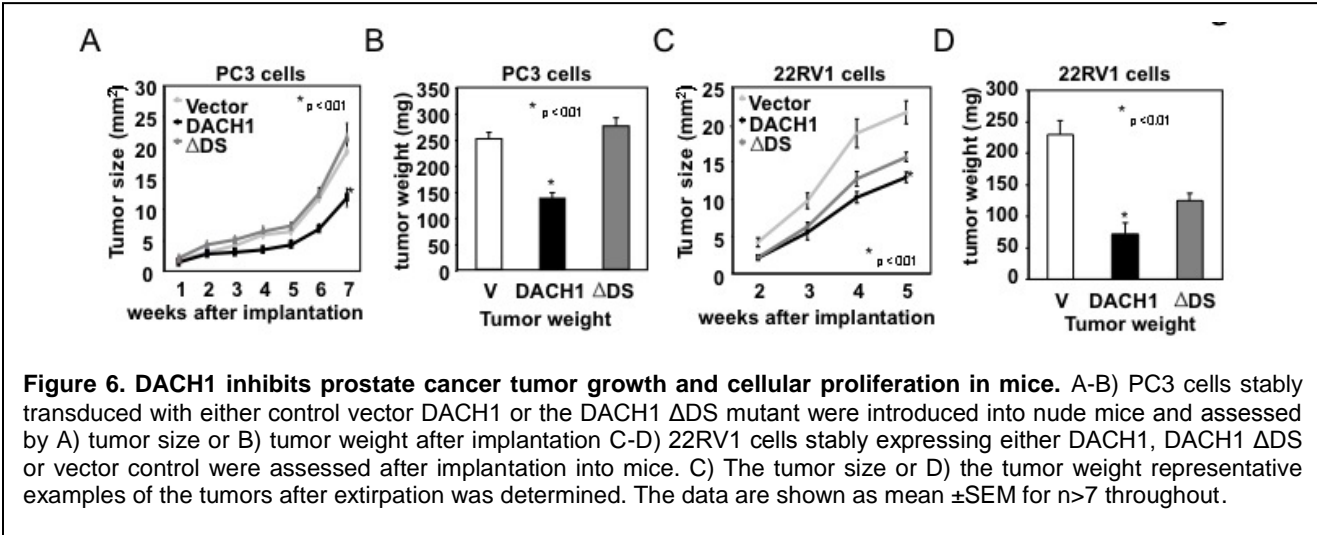 A
PC3 cells
Tumor size (mm²)
30
25
20
15
10
5
0
Vector
DACH1
ΔDS
* p < 0.01
*
1 2 3 4 5 6 7
weeks after implantation
B
PC3 cells
tumor weight (mg)
350
300
250
200
150
100
50
0
* p < 0.01
*
V DACH1 ΔDS
Tumor weight
C
22RV1 cells
Tumor size (mm²)
25
20
15
10
5
0
Vector
DACH1
ΔDS
*
* p < 0.01
2 3 4 5
weeks after implantation
D
22RV1 cells
tumor weight (mg)
300
250
200
150
100
50
0
* p < 0.01
*
V DACH1 ΔDS
Tumor weight
Figure 6. DACH1 inhibits prostate cancer tumor growth and cellular proliferation in mice. A-B) PC3 cells stably
transduced with either control vector DACH1 or the DACH1 ΔDS mutant were introduced into nude mice and assessed
by A) tumor size or B) tumor weight after implantation C-D) 22RV1 cells stably expressing either DACH1, DACH1 ΔDS
or vector control were assessed after implantation into mice. C) The tumor size or D) the tumor weight representative
examples of the tumors after extirpation was determined. The data are shown as mean ±SEM for n>7 throughout.